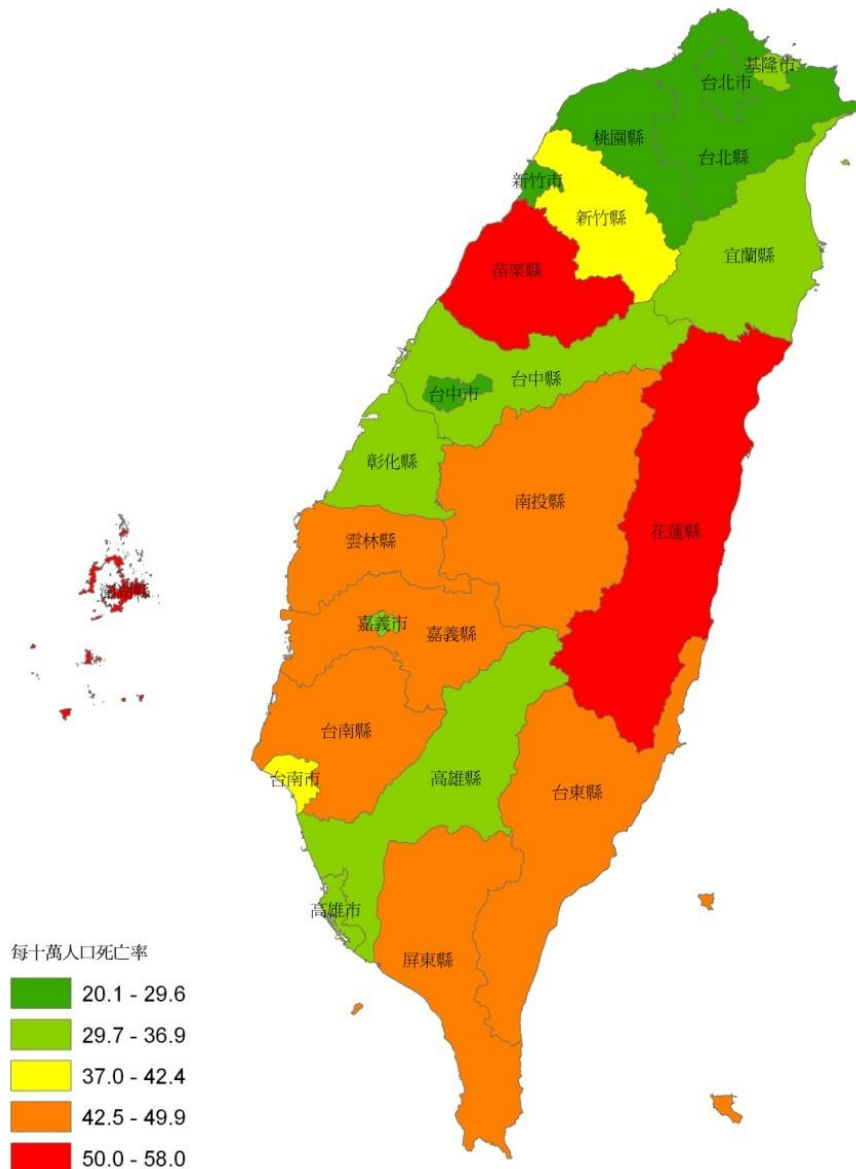 基隆市
台北市
桃園縣
台北縣
新竹市
新竹縣
宜蘭縣
苗栗縣
台中縣
台中市
彰化縣
南投縣
雲林縣
花蓮縣
嘉義市
嘉義縣
台南縣
台南市
高雄縣
台東縣
高雄市
屏東縣
每十萬人口死亡率
20.1 - 29.6
29.7 - 36.9
37.0 - 42.4
42.5 - 49.9
50.0 - 58.0